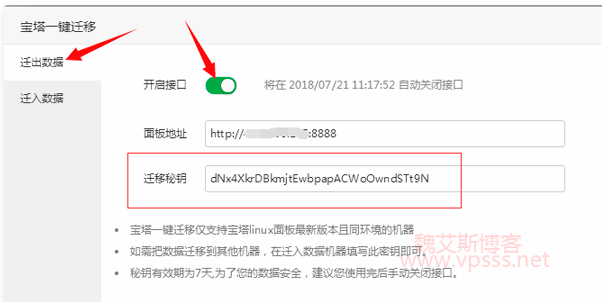 宝塔一键迁移
迁出数据
迁入数据
开启接口 将在 2018/07/21 11:17:52 自动关闭接口
面板地址 http:// :8888
迁移秘钥 dNx4XkrDBkmjtEwbpapACWoOwndSTt9N
宝塔一键迁移仅支持宝塔linux面板最新版本且同环境的机器
如需把数据迁移到其他机器，在迁入数据机器填写此密钥即可。
秘钥有效期为7天,为了您的数据安全，建议您使用完后手动关闭接口。
魏艾斯博客
www.vpsss.net